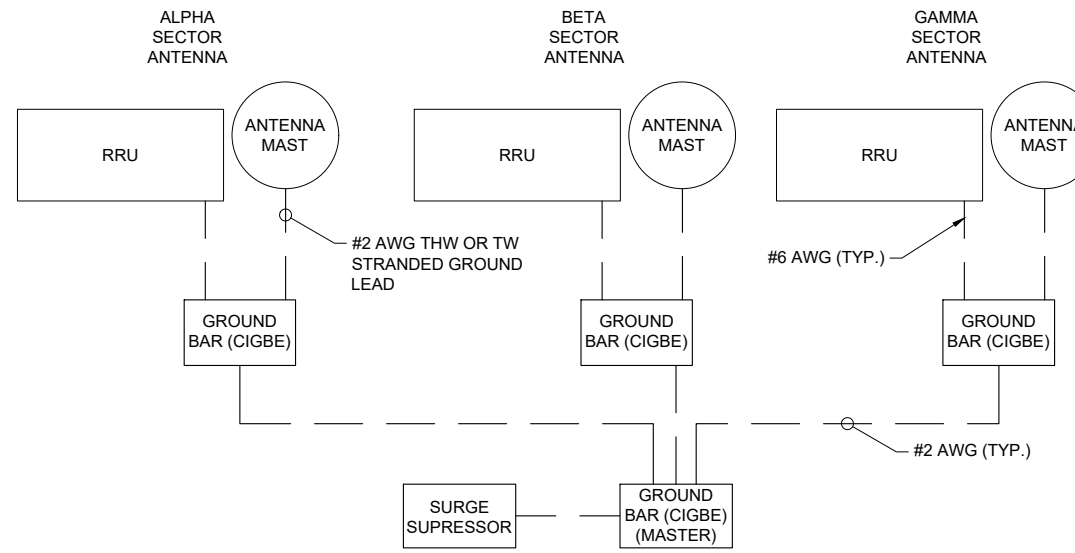 ALPHA
SECTOR
ANTENNA
BETA
SECTOR
ANTENNA
GAMMA
SECTOR
ANTENNA
RRU
ANTENNA
MAST
RRU
ANTENNA
MAST
RRU
ANTENNA
MAST
#2 AWG THW OR TW
STRANDED GROUND
LEAD
#6 AWG (TYP.)
GROUND
BAR (CIGBE)
GROUND
BAR (CIGBE)
GROUND
BAR (CIGBE)
#2 AWG (TYP.)
SURGE
SUPRESSOR
GROUND
BAR (CIGBE)
(MASTER)